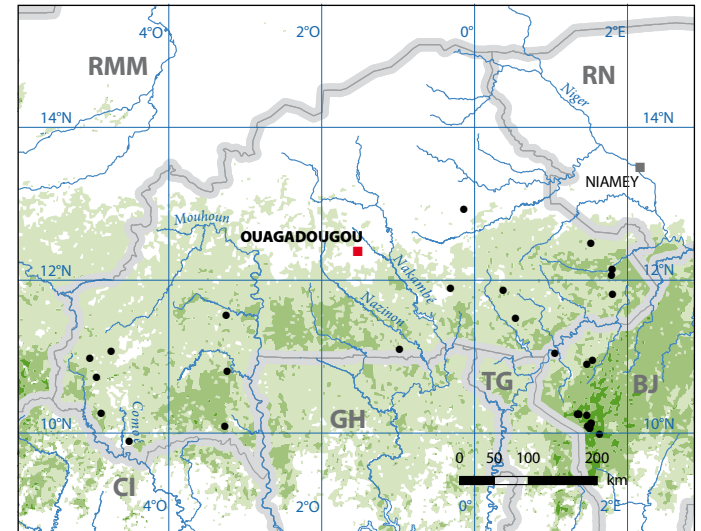 4°O 2°O 0° 2°E
RMM
RN
Niger
14°N 14°N
NIAMEY
Mouhoun
OUAGADOUGOU
Nakambe
12°N 12°N
Nazinon
TG
BJ
GH
Comoé
10°N 10°N
0 50 100 200
km
CI
4°O 2°O 0° 2°E